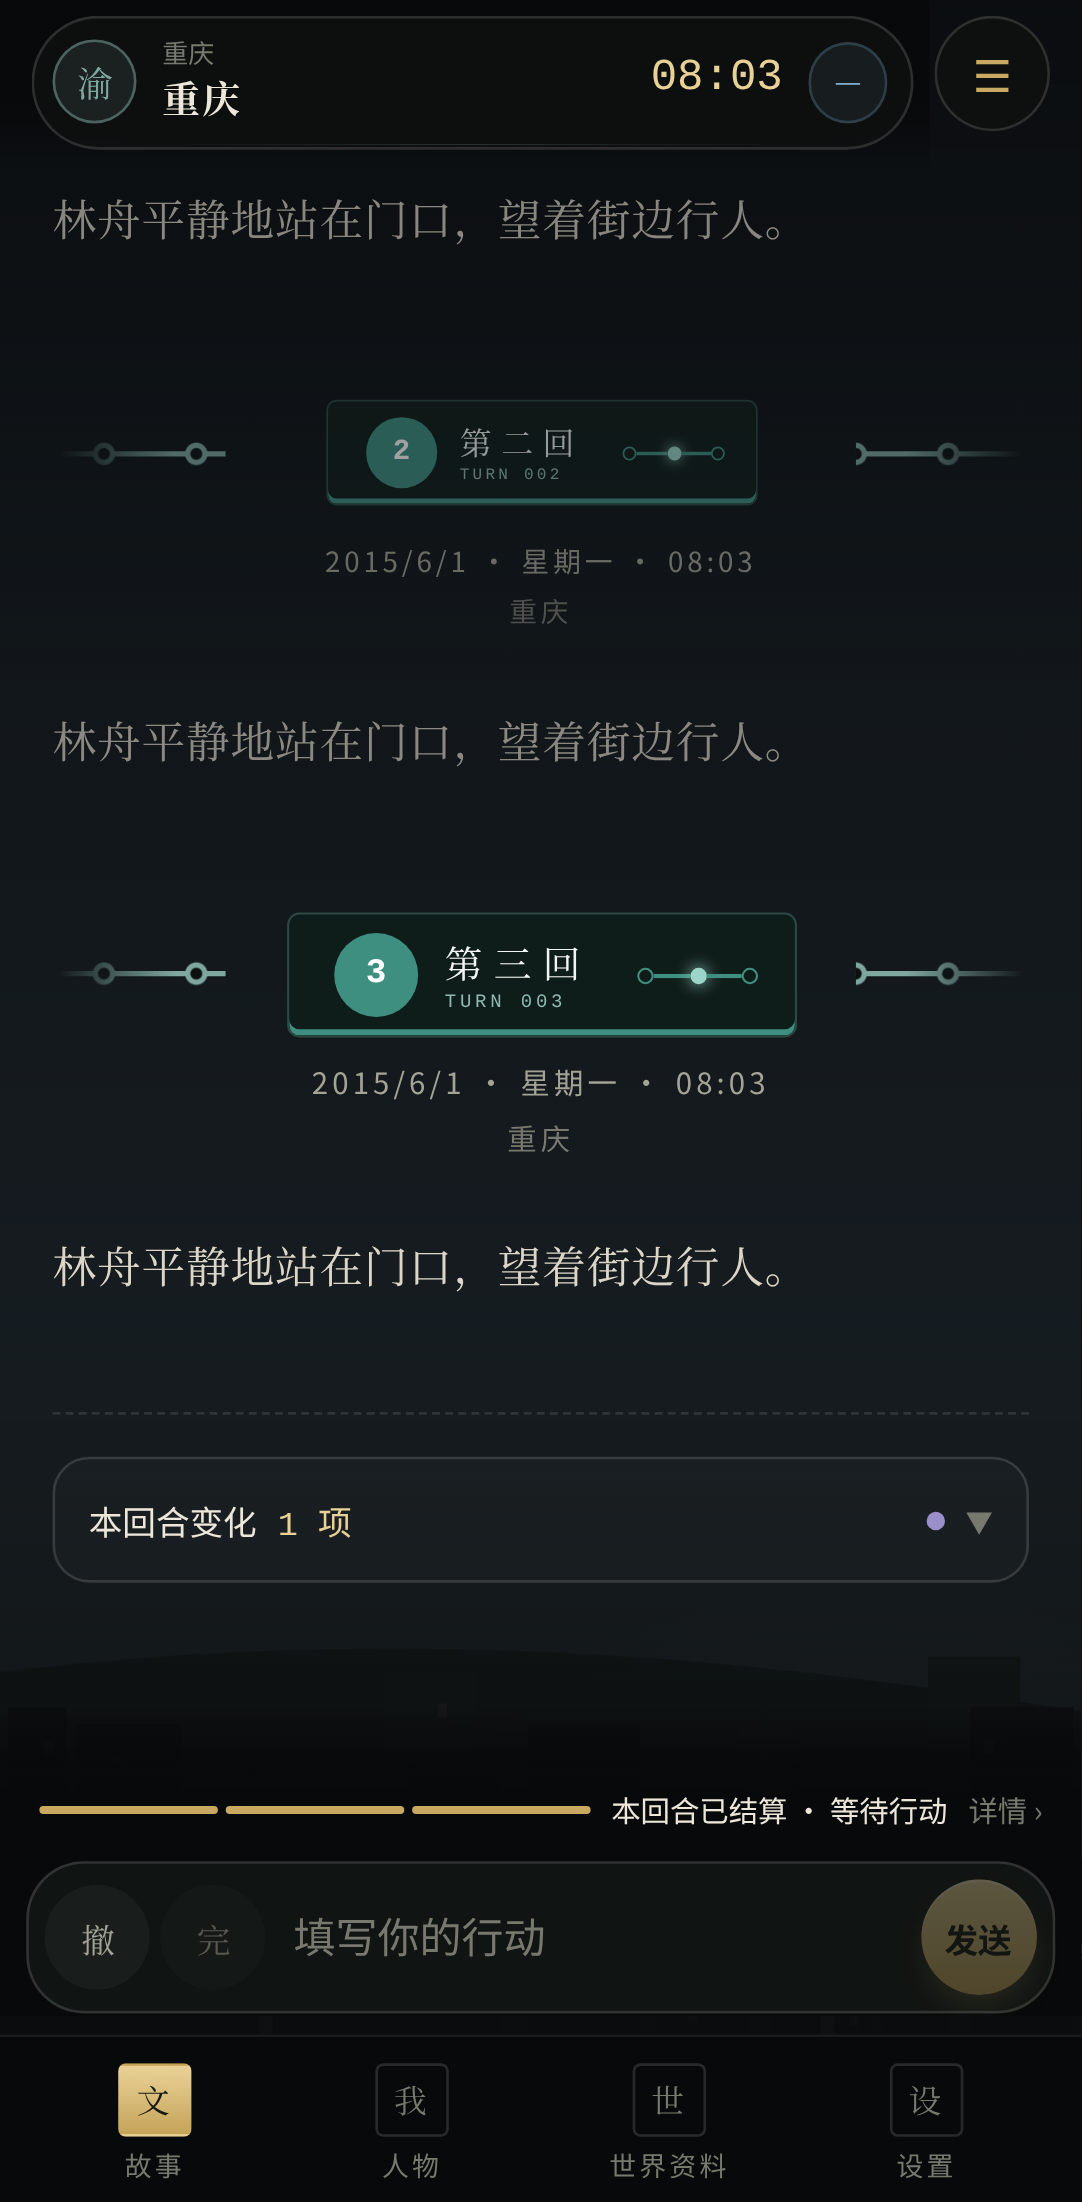 渝
重庆
重庆
08:03
—
☰
林舟平静地站在门口，望着街边行人。
2
第二回
TURN 002
2015/6/1 · 星期一 · 08:03
重庆
林舟平静地站在门口，望着街边行人。
3
第三回
TURN 003
2015/6/1 · 星期一 · 08:03
重庆
林舟平静地站在门口，望着街边行人。
本回合变化 1 项
本回合已结算 · 等待行动 详情 ›
撤
完
填写你的行动
发送
文
我
世
设
故事
人物
世界资料
设置